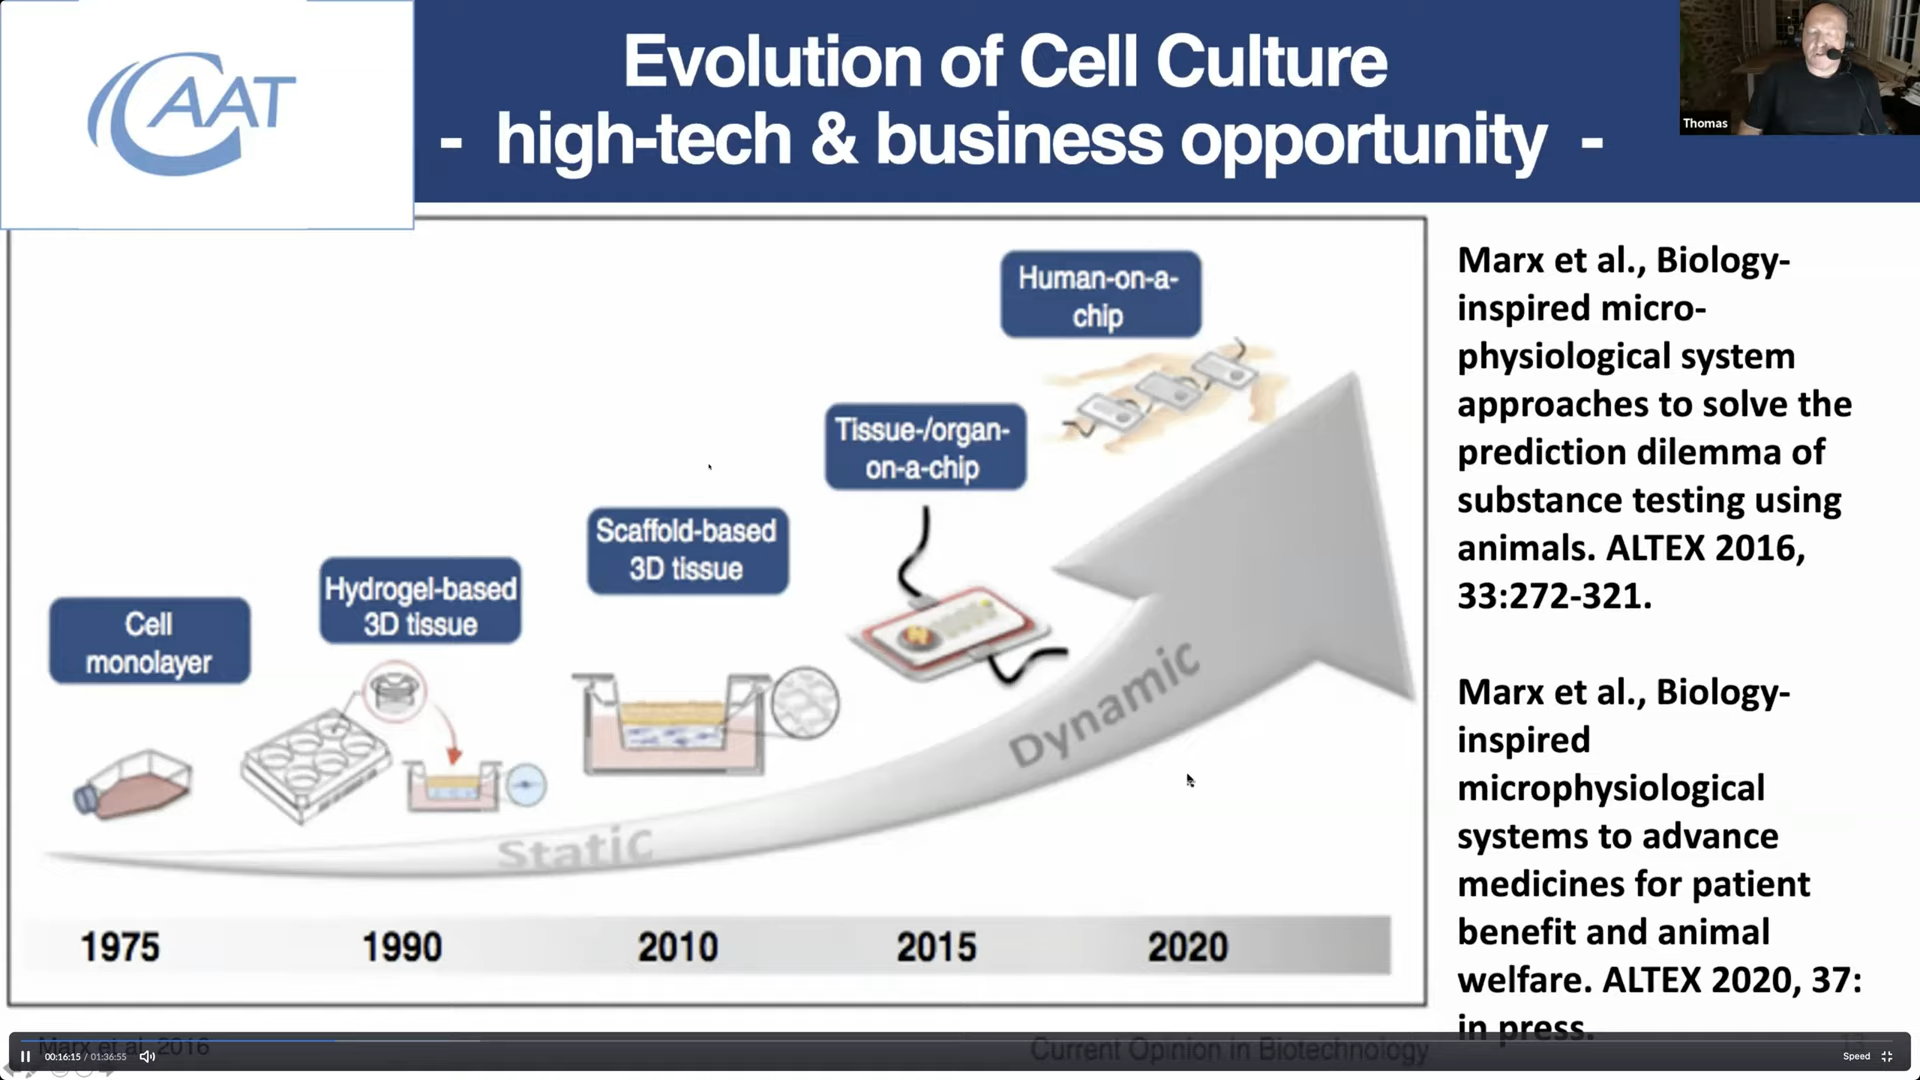 CAAT
Evolution of Cell Culture
- high-tech & business opportunity -
Thomas
Human-on-a-
chip
Tissue-/organ-
on-a-chip
Scaffold-based
3D tissue
Hydrogel-based
3D tissue
Cell
monolayer
Static
Dynamic
1975 1990 2010 2015 2020
Marx et al., Biology-
inspired micro-
physiological system
approaches to solve the
prediction dilemma of
substance testing using
animals. ALTEX 2016,
33:272-321.
Marx et al., Biology-
inspired
microphysiological
systems to advance
medicines for patient
benefit and animal
welfare. ALTEX 2020, 37:
in press.
Marx et al, 2016
Current Opinion in Biotechnology
13
00:16:15 / 01:36:55
Speed